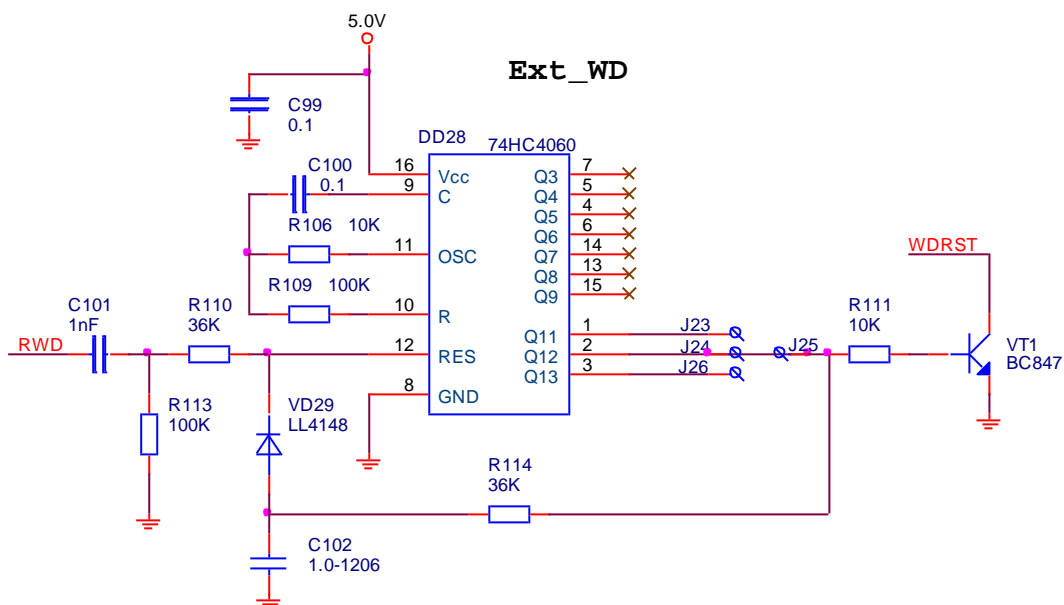 5.0V
Ext_WD
C99
0.1
DD28
74HC4060
C100
0.1
16
Vcc
9
C
R106 10K
11
OSC
R109 100K
10
R
Q3
7
Q4
5
Q5
4
Q6
6
Q7
14
Q8
13
Q9
15
WDRST
C101
1nF
R110
36K
RWD
12
RES
8
GND
Q11
1
J23
Q12
2
J24
J25
Q13
3
J26
R111
10K
VT1
BC847
R113
100K
VD29
LL4148
R114
36K
C102
1.0-1206